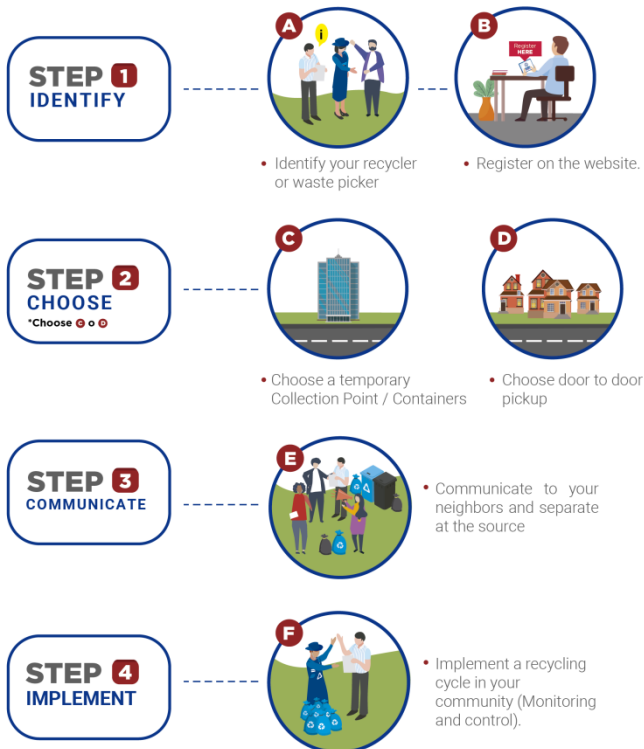 STEP 1
IDENTIFY
A
i
B
Register
HERE
• Identify your recycler
or waste picker
• Register on the website.
STEP 2
CHOOSE
*Choose C o D
C
D
• Choose a temporary
Collection Point / Containers
• Choose door to door
pickup
STEP 3
COMMUNICATE
E
• Communicate to your
neighbors and separate
at the source
STEP 4
IMPLEMENT
F
• Implement a recycling
cycle in your
community (Monitoring
and control).